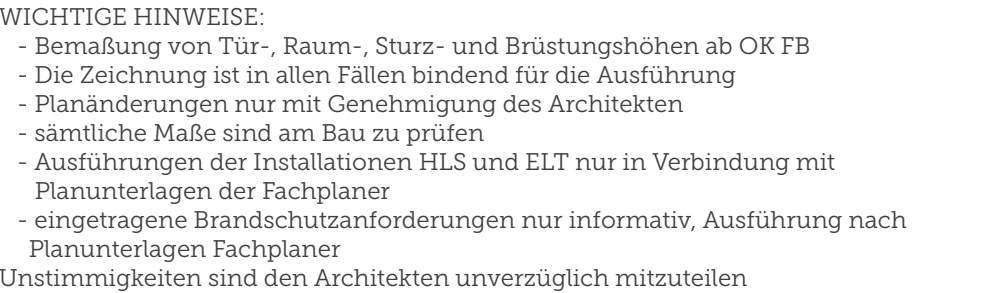 WICHTIGE HINWEISE:
- Bemaßung von Tür-, Raum-, Sturz- und Brüstungshöhen ab OK FB
- Die Zeichnung ist in allen Fällen bindend für die Ausführung
- Planänderungen nur mit Genehmigung des Architekten
- sämtliche Maße sind am Bau zu prüfen
- Ausführungen der Installationen HLS und ELT nur in Verbindung mit
Planunterlagen der Fachplaner
- eingetragene Brandschutzanforderungen nur informativ, Ausführung nach
Planunterlagen Fachplaner
Unstimmigkeiten sind den Architekten unverzüglich mitzuteilen